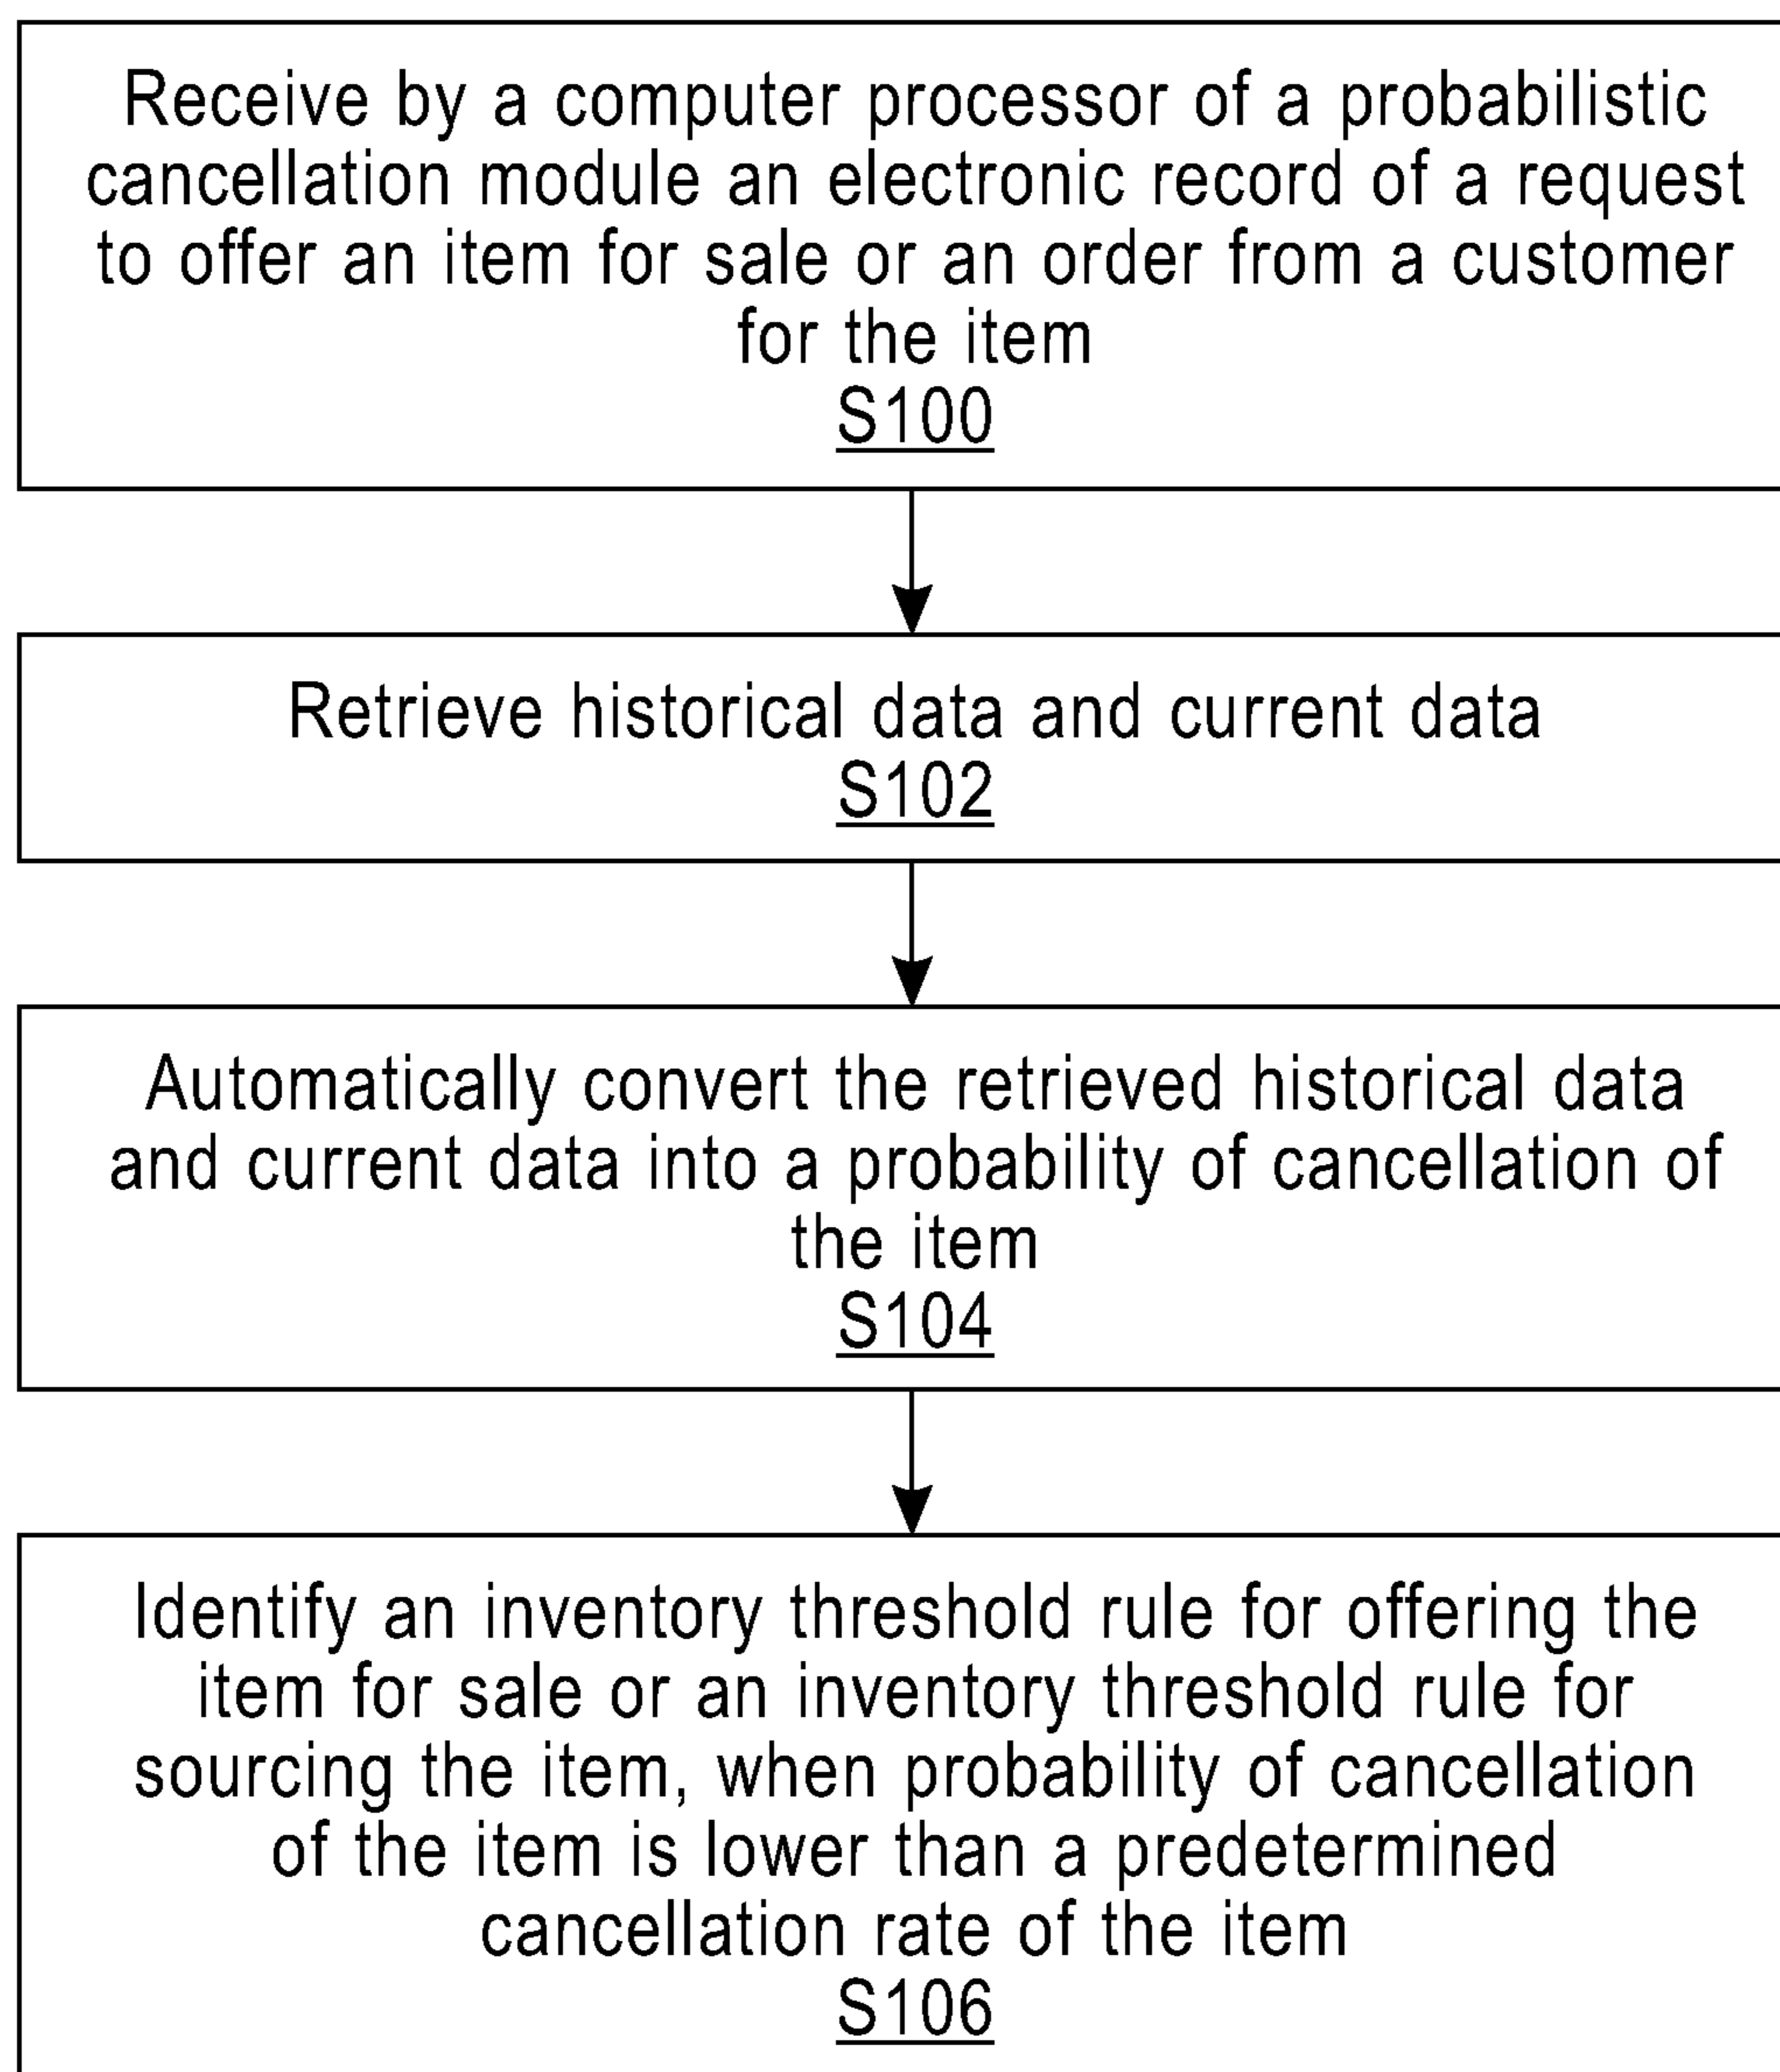 Receive by a computer processor of a probabilistic
cancellation module an electronic record of a request
to offer an item for sale or an order from a customer
for the item
S100
Retrieve historical data and current data
S102
Automatically convert the retrieved historical data
and current data into a probability of cancellation of
the item
S104
Identify an inventory threshold rule for offering the
item for sale or an inventory threshold rule for
sourcing the item, when probability of cancellation
of the item is lower than a predetermined
cancellation rate of the item
S106